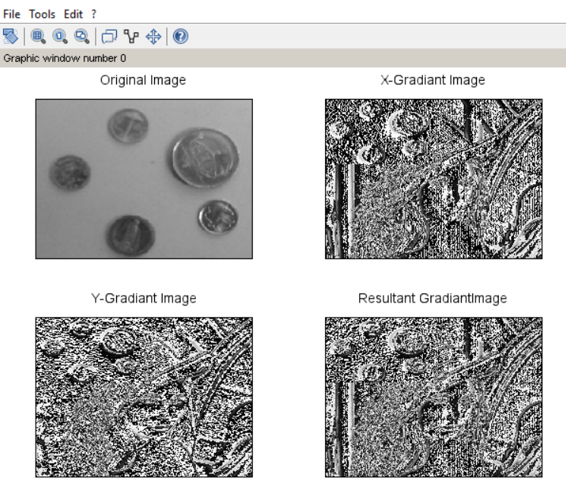 File Tools Edit ?
Graphic window number 0
Original Image
X-Gradiant Image
Y-Gradiant Image
Resultant GradiantImage